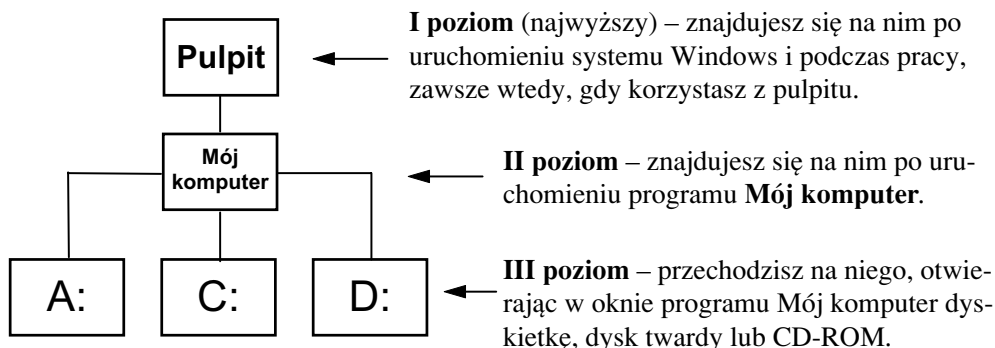 Pulpit
I poziom (najwyższy) – znajdujesz się na nim po
uruchomieniu systemu Windows i podczas pracy,
zawsze wtedy, gdy korzystasz z pulpitu.
Mój
komputer
II poziom – znajdujesz się na nim po uru-
chomieniu programu Mój komputer.
A:
C:
D:
III poziom – przechodzisz na niego, otwie-
rając w oknie programu Mój komputer dys-
kietkę, dysk twardy lub CD-ROM.